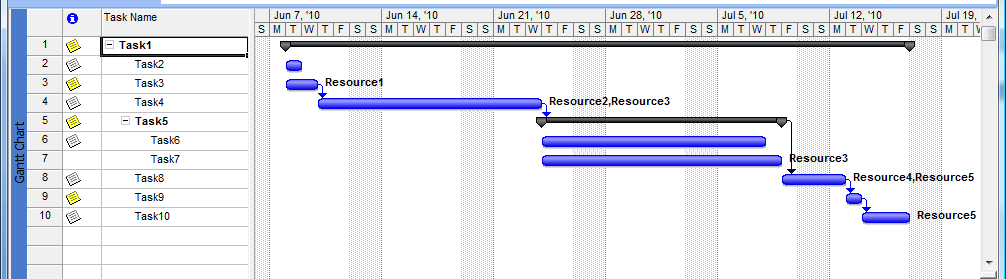 Task Name
Jun 7, '10 Jun 14, '10 Jun 21, '10 Jun 28, '10 Jul 5, '10 Jul 12, '10 Jul 19,
S M T W T F S S M T W T F S S M T W T F S S M T W T F S S M T W T F S S M T W T F S S M T W
1 Task1
2 Task2
3 Task3 Resource1
4 Task4 Resource2,Resource3
5 Task5
6 Task6
7 Task7 Resource3
8 Task8 Resource4,Resource5
9 Task9
10 Task10 Resource5
Gantt Chart